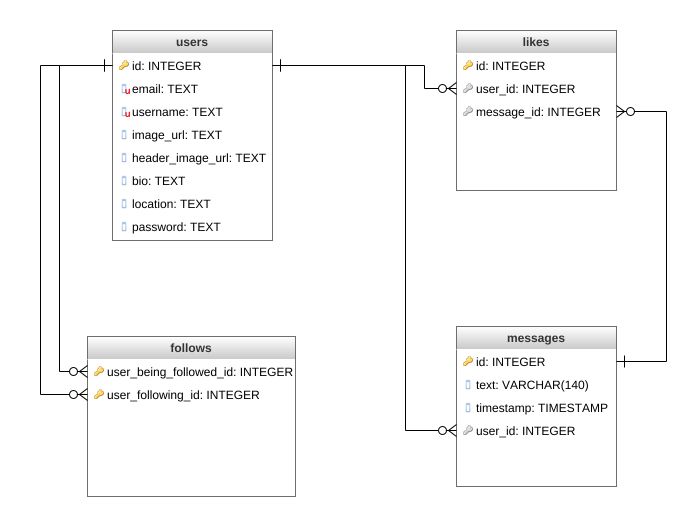 users
id: INTEGER
email: TEXT
username: TEXT
image_url: TEXT
header_image_url: TEXT
bio: TEXT
location: TEXT
password: TEXT
likes
id: INTEGER
user_id: INTEGER
message_id: INTEGER
follows
user_being_followed_id: INTEGER
user_following_id: INTEGER
messages
id: INTEGER
text: VARCHAR(140)
timestamp: TIMESTAMP
user_id: INTEGER